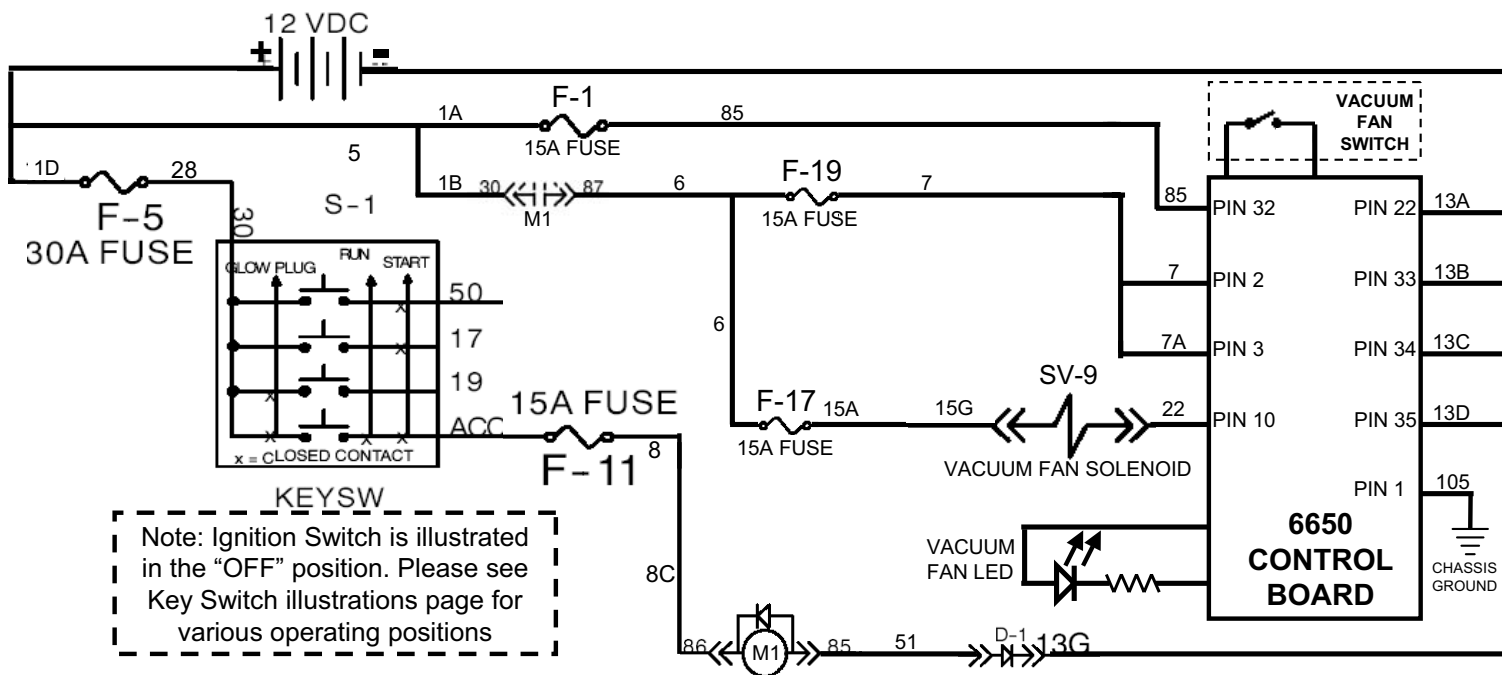 12 VDC
+
-
1A
F-1
15A FUSE
85
VACUUM
FAN
SWITCH
5
1D
28
F-5
30A FUSE
S-1
30
1B
30
87
M1
6
F-19
15A FUSE
7
85
PIN 32
PIN 22
13A
7
PIN 2
PIN 33
13B
6
7A
PIN 3
PIN 34
13C
GLOW PLUG
RUN
START
50
17
19
ACC
x
x
x
x
x
x
x = CLOSED CONTACT
KEYSW
15A FUSE
F-11
8
F-17
15A FUSE
15A
15G
SV-9
VACUUM FAN SOLENOID
22
PIN 10
PIN 35
13D
PIN 1
105
CHASSIS
GROUND
6650
CONTROL
BOARD
VACUUM
FAN LED
Note: Ignition Switch is illustrated
in the “OFF” position. Please see
Key Switch illustrations page for
various operating positions
8C
86
M1
85
51
D-1
13G